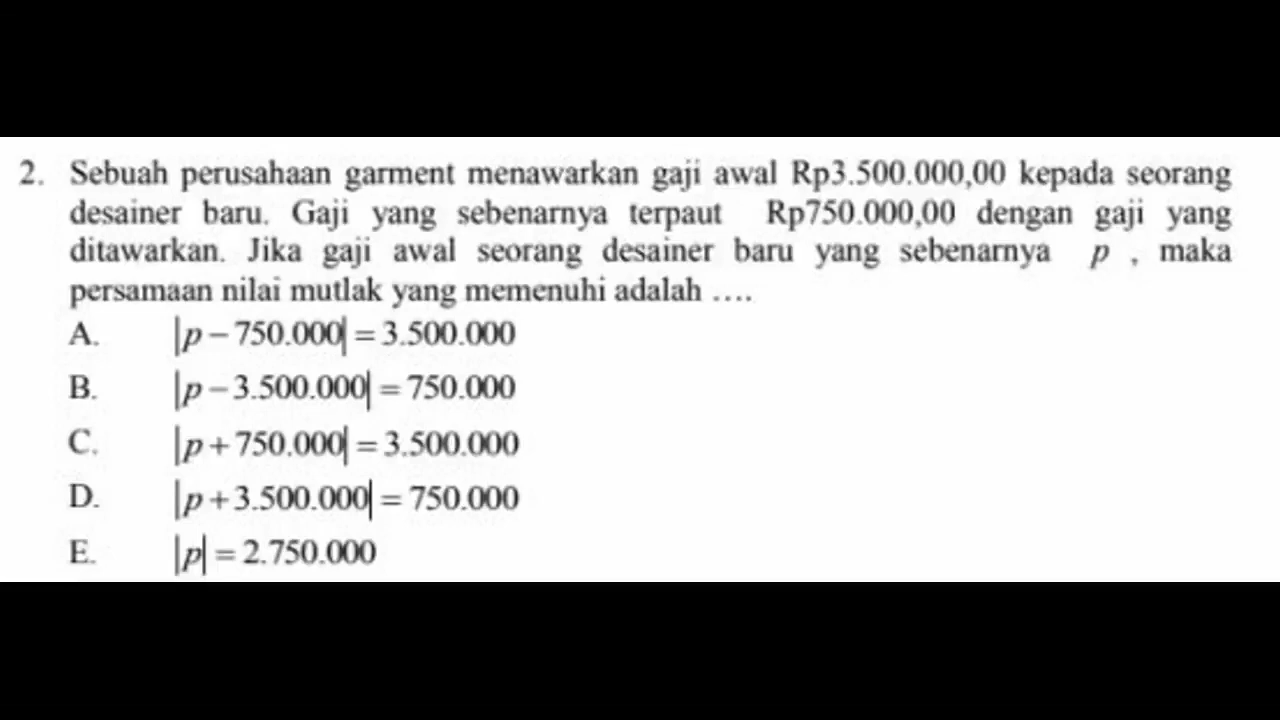 2. Sebuah perusahaan garment menawarkan gaji awal Rp3.500.000,00 kepada seorang
desainer baru. Gaji yang sebenarnya terpaut Rp750.000,00 dengan gaji yang
ditawarkan. Jika gaji awal seorang desainer baru yang sebenarnya p , maka
persamaan nilai mutlak yang memenuhi adalah ....
A. |p − 750.000| = 3.500.000
B. |p − 3.500.000| = 750.000
C. |p + 750.000| = 3.500.000
D. |p + 3.500.000| = 750.000
E. |p| = 2.750.000